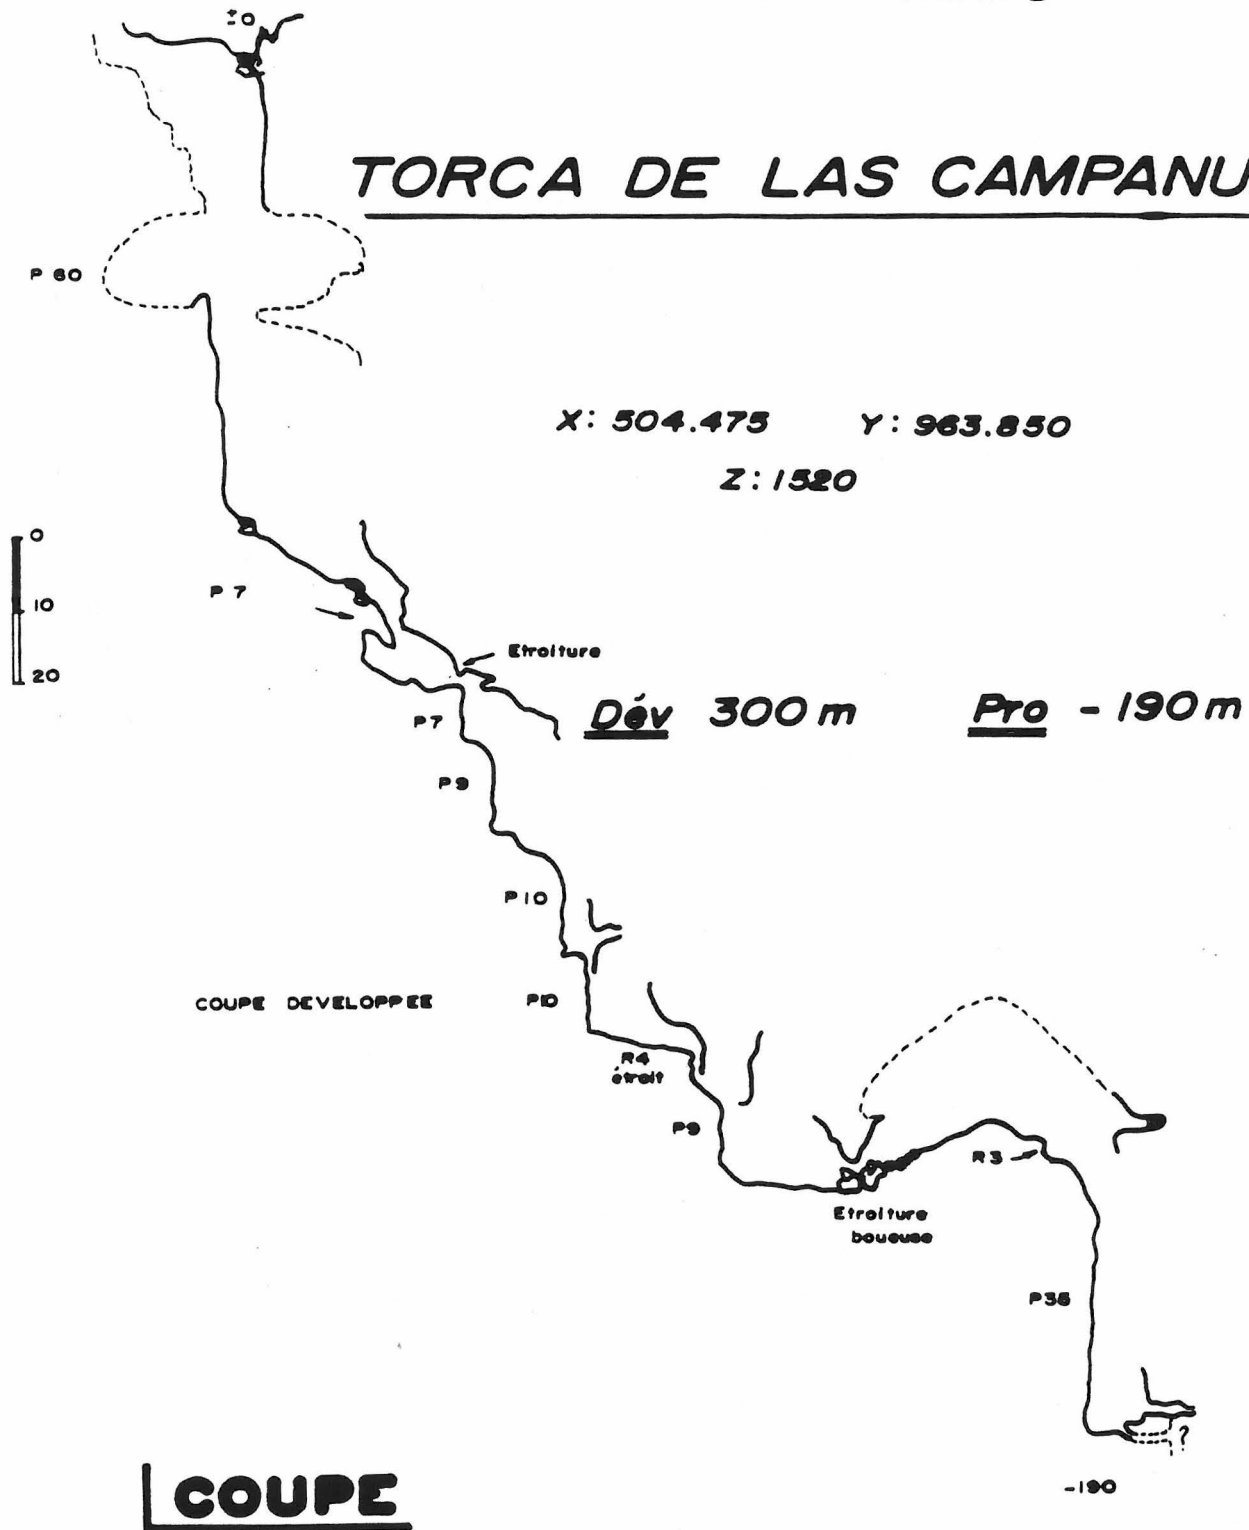 ±0
TORCA DE LAS CAMPANU
P 60
X: 504.475 Y: 963.850
Z: 1520
0
10
20
P 7
Etroiture
Dév 300 m Pro - 190 m
P7
P9
P10
COUPE DEVELOPPEE
P10
R4
étroit
P9
R3
Etroiture
boueuse
P35
?
-190
COUPE